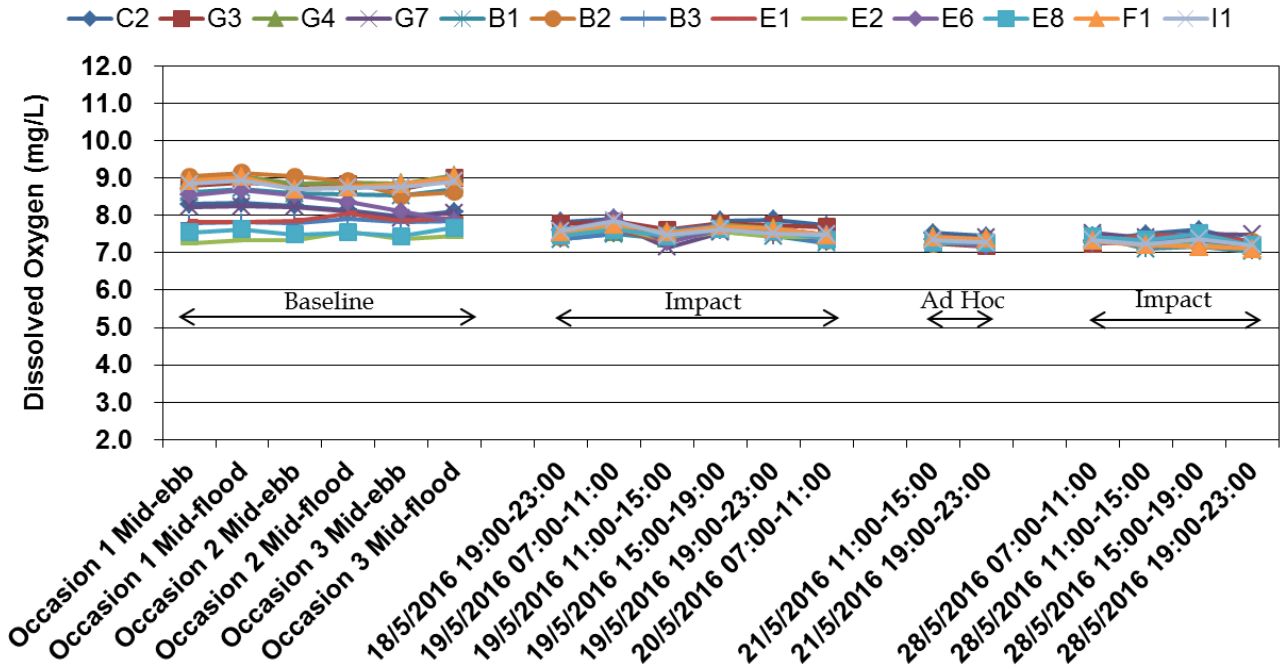 C2 G3 G4 G7 B1 B2 B3 E1 E2 E6 E8 F1 I1
Dissolved Oxygen (mg/L)
12.0
11.0
10.0
9.0
8.0
7.0
6.0
5.0
4.0
3.0
2.0
Baseline
Impact
Ad Hoc
Impact
Occasion 1 Mid-ebb
Occasion 1 Mid-flood
Occasion 2 Mid-ebb
Occasion 2 Mid-flood
Occasion 3 Mid-ebb
Occasion 3 Mid-flood
18/5/2016 19:00-23:00
19/5/2016 07:00-11:00
19/5/2016 11:00-15:00
19/5/2016 15:00-19:00
19/5/2016 19:00-23:00
20/5/2016 07:00-11:00
21/5/2016 11:00-15:00
21/5/2016 19:00-23:00
28/5/2016 07:00-11:00
28/5/2016 11:00-15:00
28/5/2016 15:00-19:00
28/5/2016 19:00-23:00